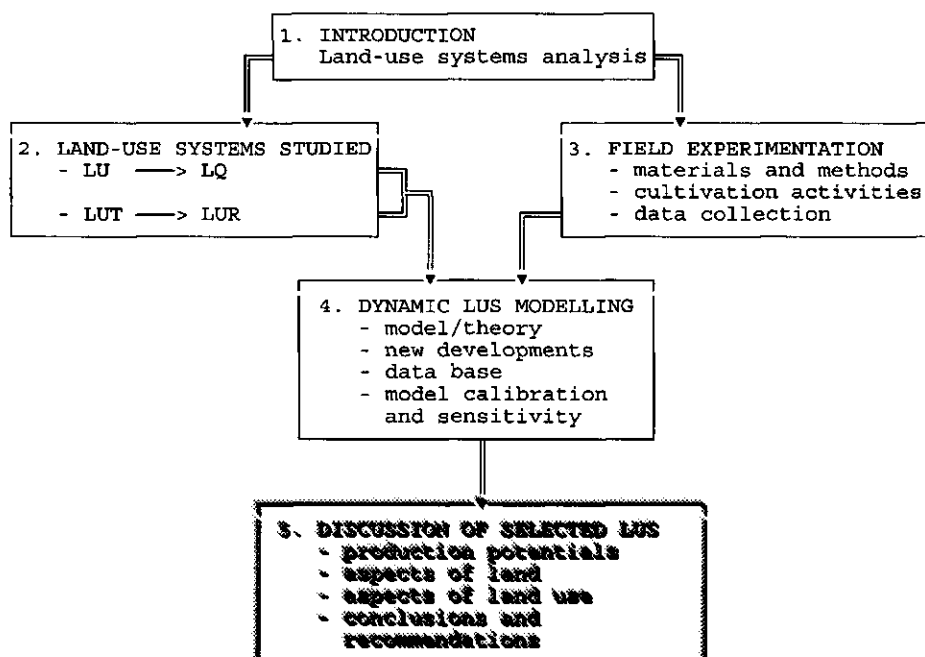 1. INTRODUCTION
Land-use systems analysis
2. LAND-USE SYSTEMS STUDIED
- LU ——> LQ
- LUT ——> LUR
3. FIELD EXPERIMENTATION
- materials and methods
- cultivation activities
- data collection
4. DYNAMIC LUS MODELLING
- model/theory
- new developments
- data base
- model calibration
and sensitivity
5. DISCUSSION OF SELECTED LUS
- production potentials
- aspects of land
- aspects of land use
- conclusions and
recommendations